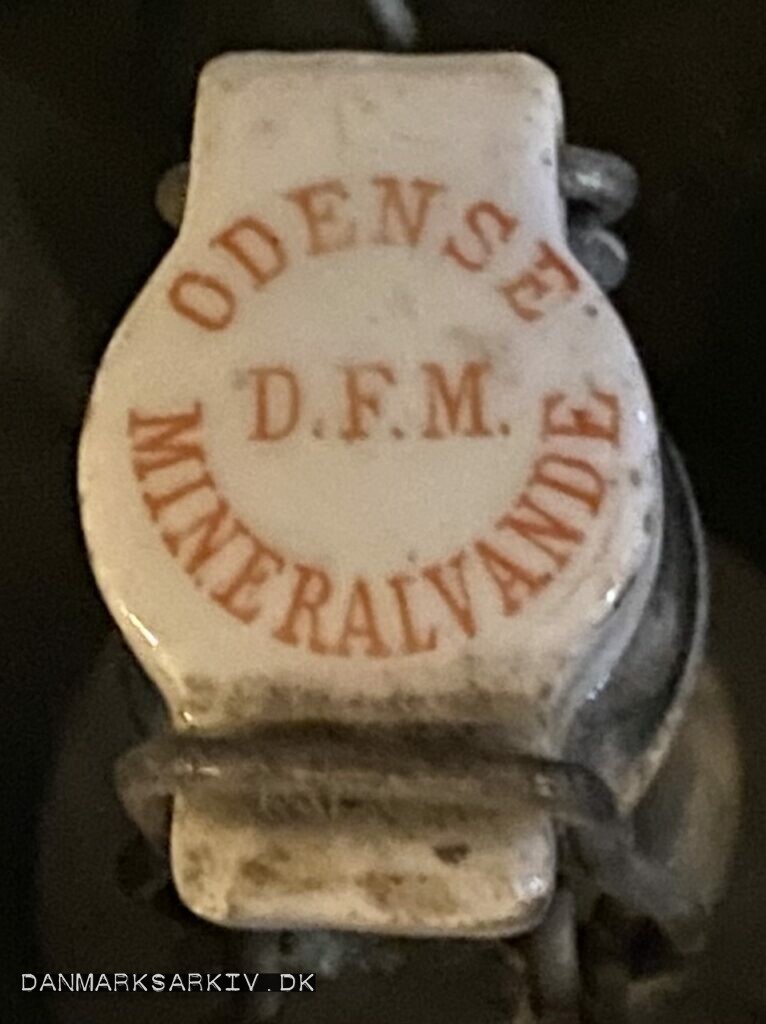 ODENSE
D.F.M.
MINERALVANDE
DANMARKSARKIV.DK